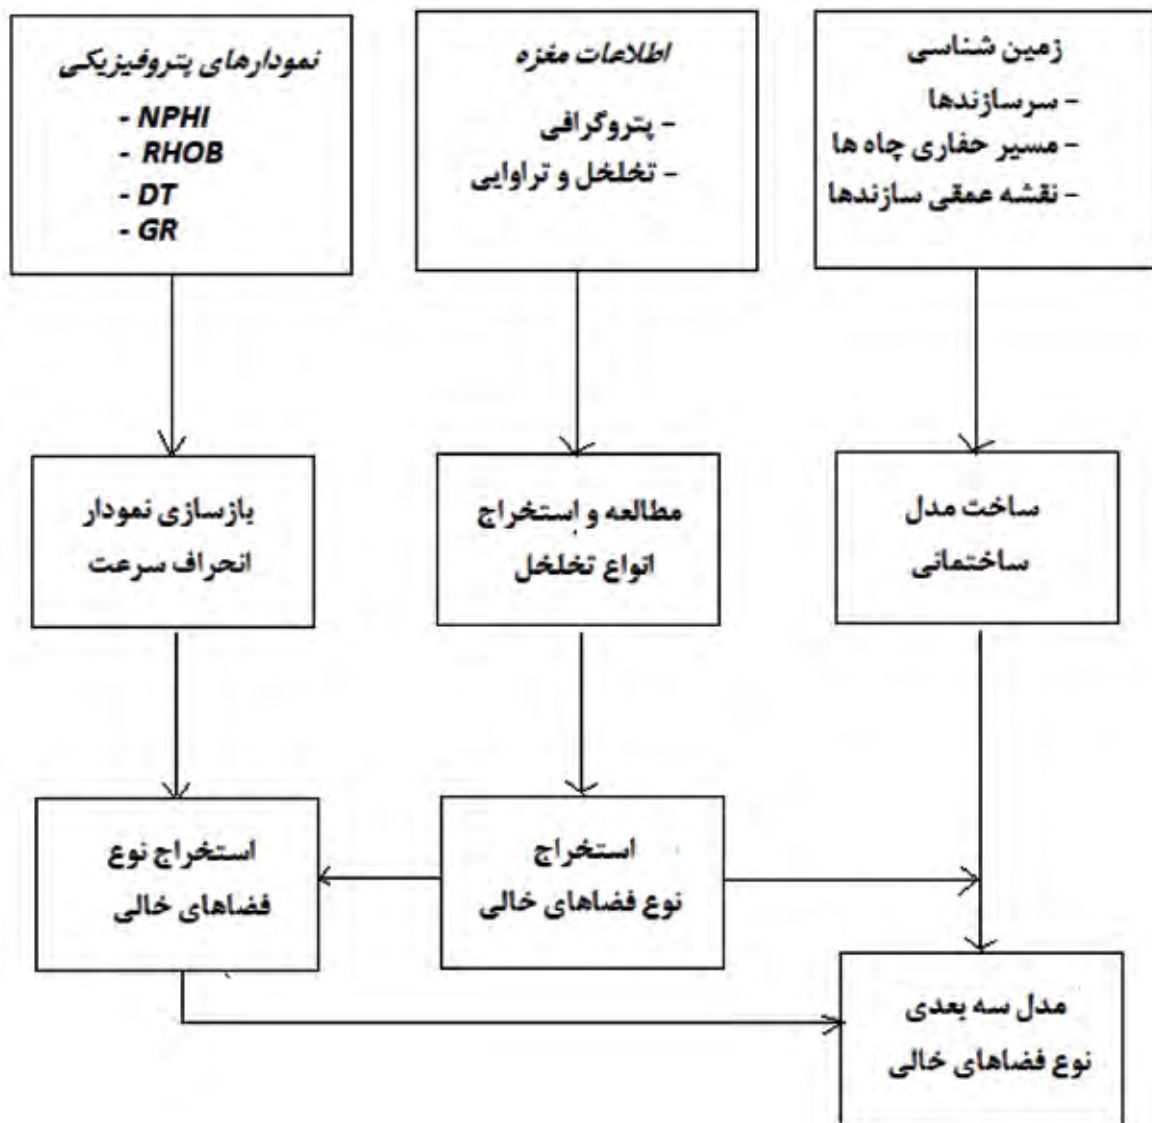 زمین شناسی
- سرسازندها
- مسیر حفاری چاه ها
- نقشه عمقی سازندها
اطلاعات مغزه
- پتروگرافی
- تخلخل و تراوایی
نمودارهای پتروفیزیکی
- NPHI
- RHOB
- DT
- GR
ساخت مدل
ساختمانی
مطالعه و استخراج
انواع تخلخل
بازسازی نمودار
انحراف سرعت
استخراج
نوع فضاهای خالی
استخراج نوع
فضاهای خالی
مدل سه بعدی
نوع فضاهای خالی